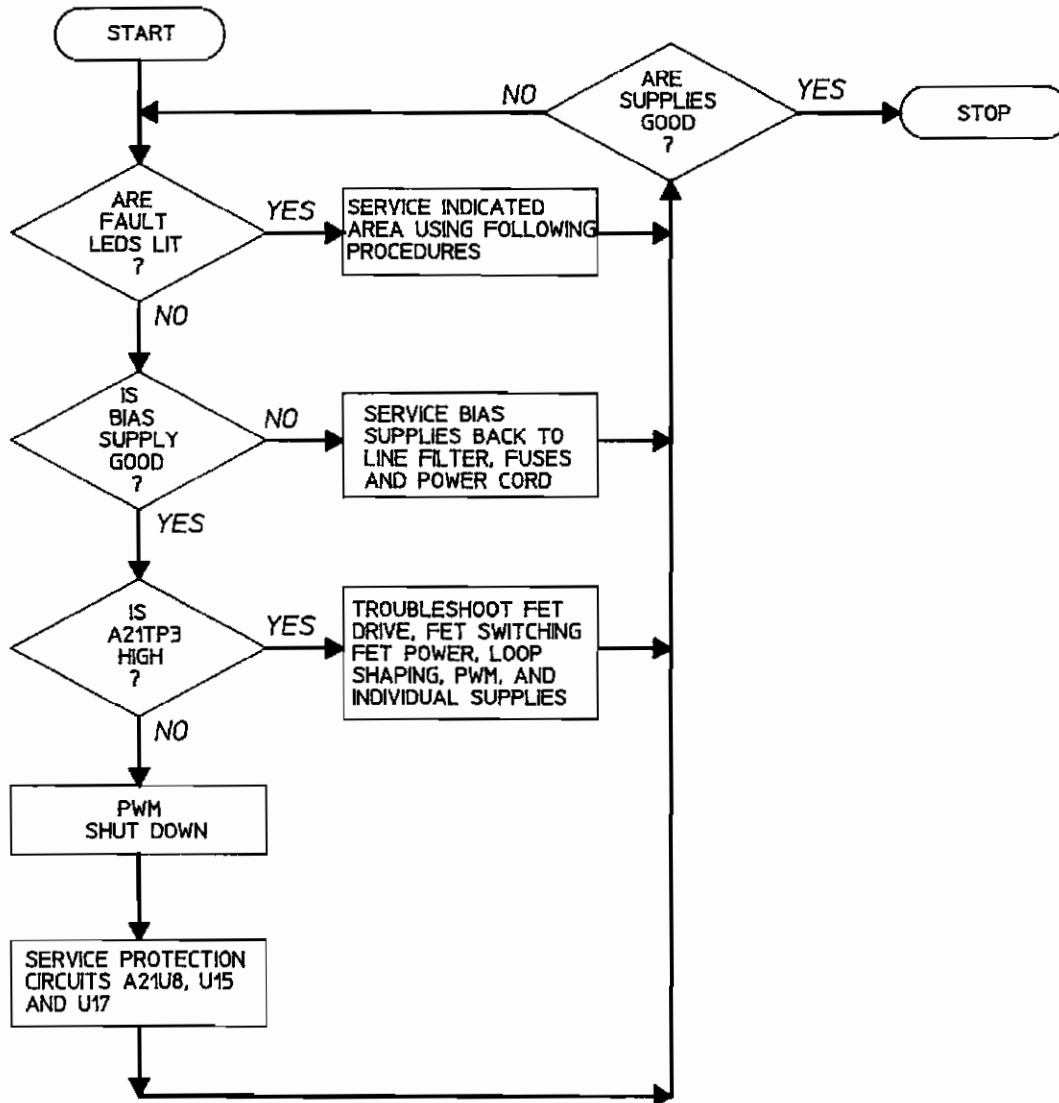 START
ARE
SUPPLIES
GOOD
?
NO
YES
STOP
ARE
FAULT
LEDS LIT
?
YES
SERVICE INDICATED
AREA USING FOLLOWING
PROCEDURES
NO
IS
BIAS
SUPPLY
GOOD
?
NO
SERVICE BIAS
SUPPLIES BACK TO
LINE FILTER, FUSES
AND POWER CORD
YES
IS
A21TP3
HIGH
?
YES
TROUBLESHOOT FET
DRIVE, FET SWITCHING
FET POWER, LOOP
SHAPING, PWM, AND
INDIVIDUAL SUPPLIES
NO
PWM
SHUT DOWN
SERVICE PROTECTION
CIRCUITS A21U8, U15
AND U17